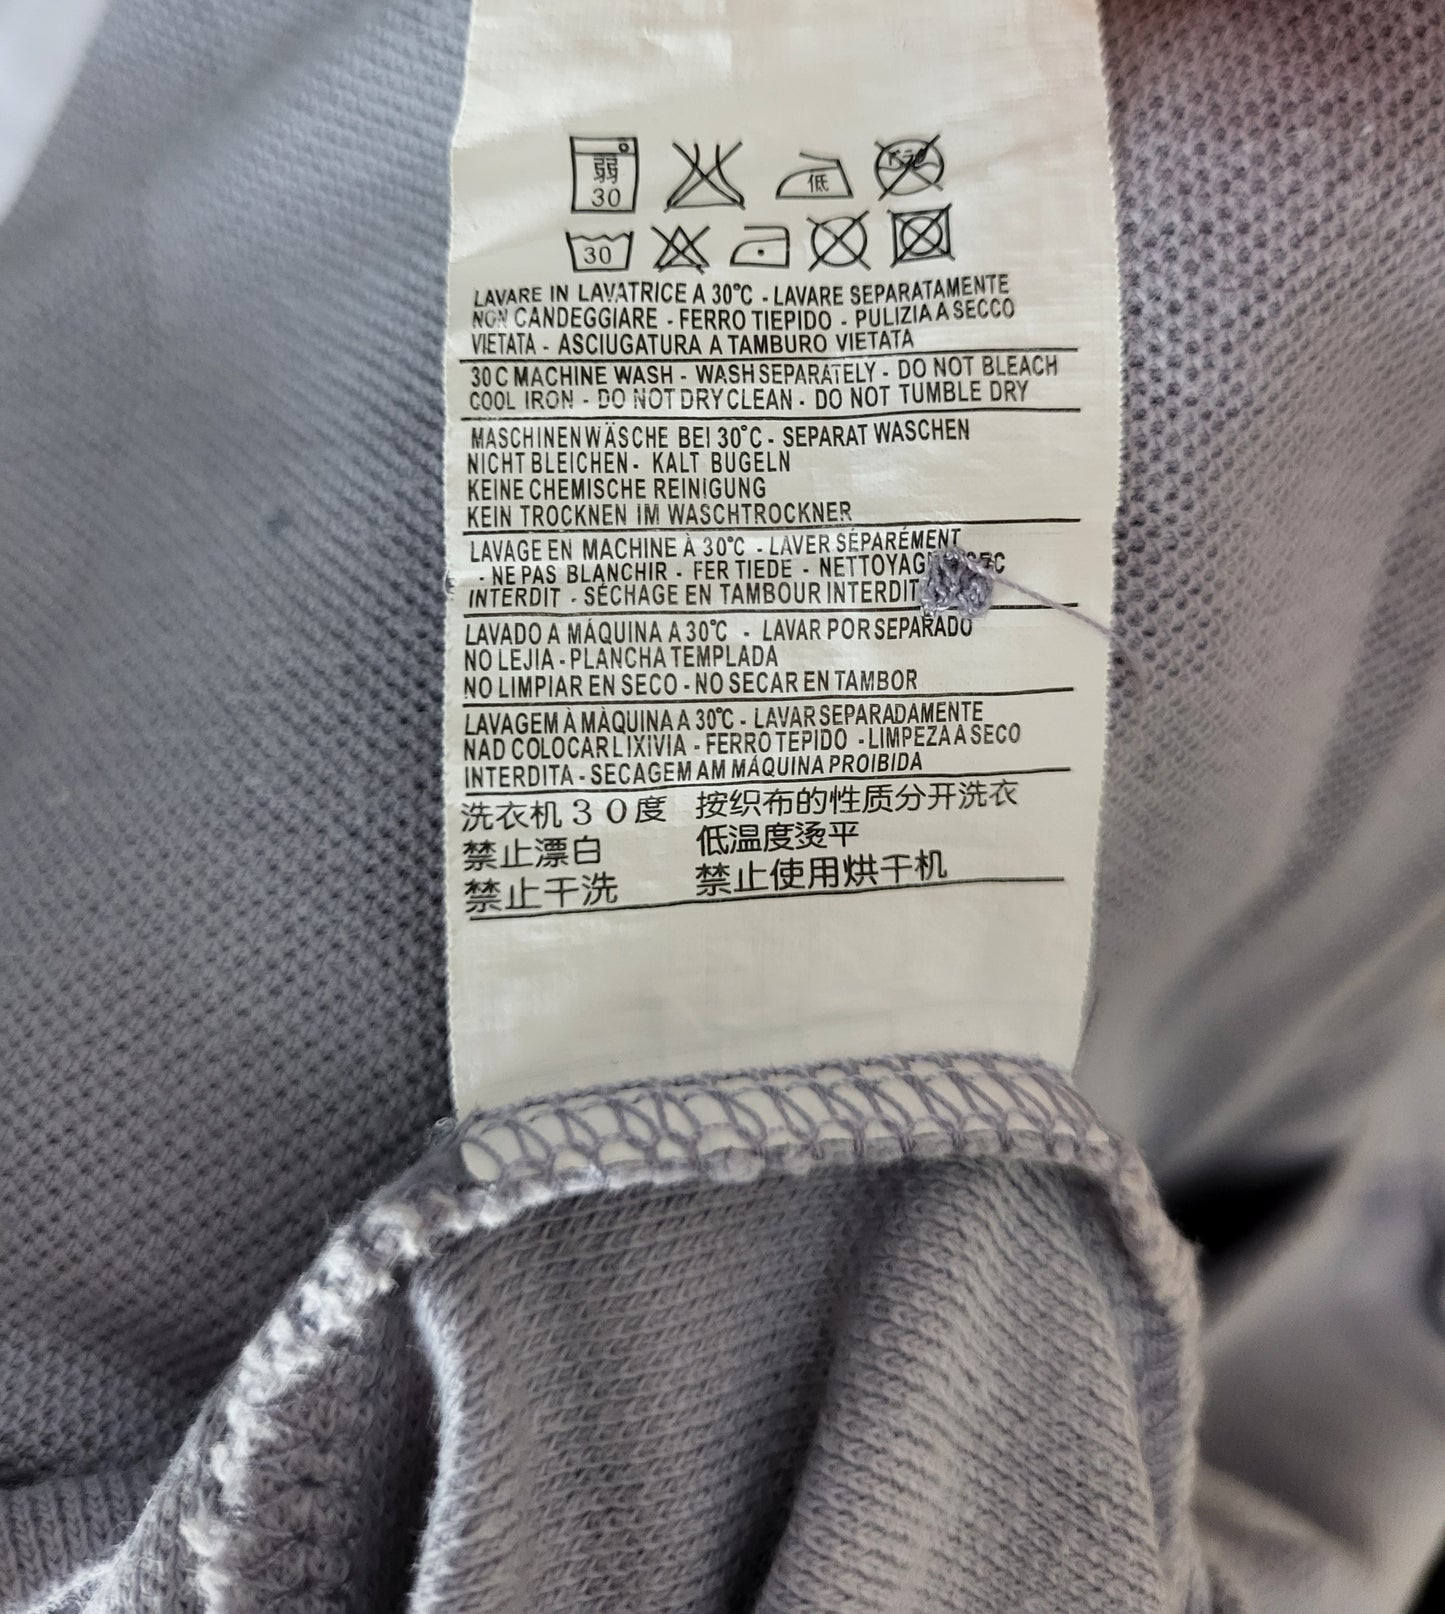 弱
30
低
30
LAVARE IN LAVATRICE A 30°C - LAVARE SEPARATAMENTE
NON CANDEGGIARE - FERRO TIEPIDO - PULIZIA A SECCO
VIETATA - ASCIUGATURA A TAMBURO VIETATA
30 C MACHINE WASH - WASH SEPARATELY - DO NOT BLEACH
COOL IRON - DO NOT DRY CLEAN - DO NOT TUMBLE DRY
MASCHINENWÄSCHE BEI 30°C - SEPARAT WASCHEN
NICHT BLEICHEN - KALT BUGELN
KEINE CHEMISCHE REINIGUNG
KEIN TROCKNEN IM WASCHTROCKNER
LAVAGE EN MACHINE À 30°C - LAVER SÉPARÉMENT
- NE PAS BLANCHIR - FER TIEDE -
INTERDIT - SÉCHAGE EN TAMBOUR INTERDIT
LAVADO A MÁQUINA A 30°C - LAVAR POR SEPARADO
NO LEJIA - PLANCHA TEMPLADA
NO LIMPIAR EN SECO - NO SECAR EN TAMBOR
LAVAGEM À MÀQUINA A 30°C - LAVAR SEPARADAMENTE
NAD COLOCAR LIXIVIA - FERRO TEPIDO - LIMPEZA A SECO
INTERDITA - SECAGEM AM MÁQUINA PROIBIDA
洗衣机３０度 按织布的性质分开洗衣
禁止漂白 低温度烫平
禁止干洗 禁止使用烘干机